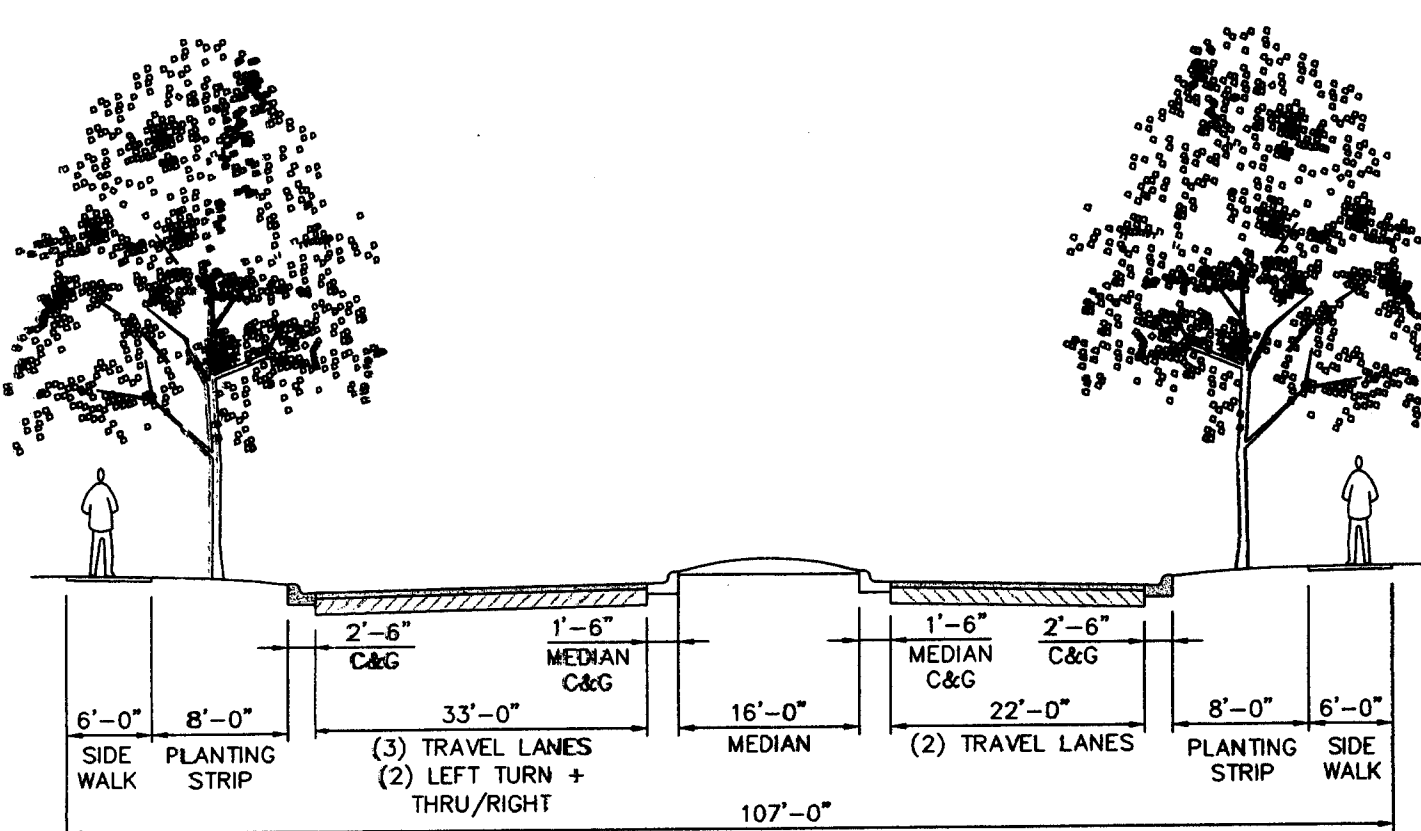 2'-6"
C&G
1'-6"
MEDIAN
C&G
1'-6"
MEDIAN
C&G
2'-6"
C&G
6'-0"
SIDE
WALK
8'-0"
PLANTING
STRIP
33'-0"
(3) TRAVEL LANES
(2) LEFT TURN +
THRU/RIGHT
16'-0"
MEDIAN
22'-0"
(2) TRAVEL LANES
8'-0"
PLANTING
STRIP
6'-0"
SIDE
WALK
107'-0"